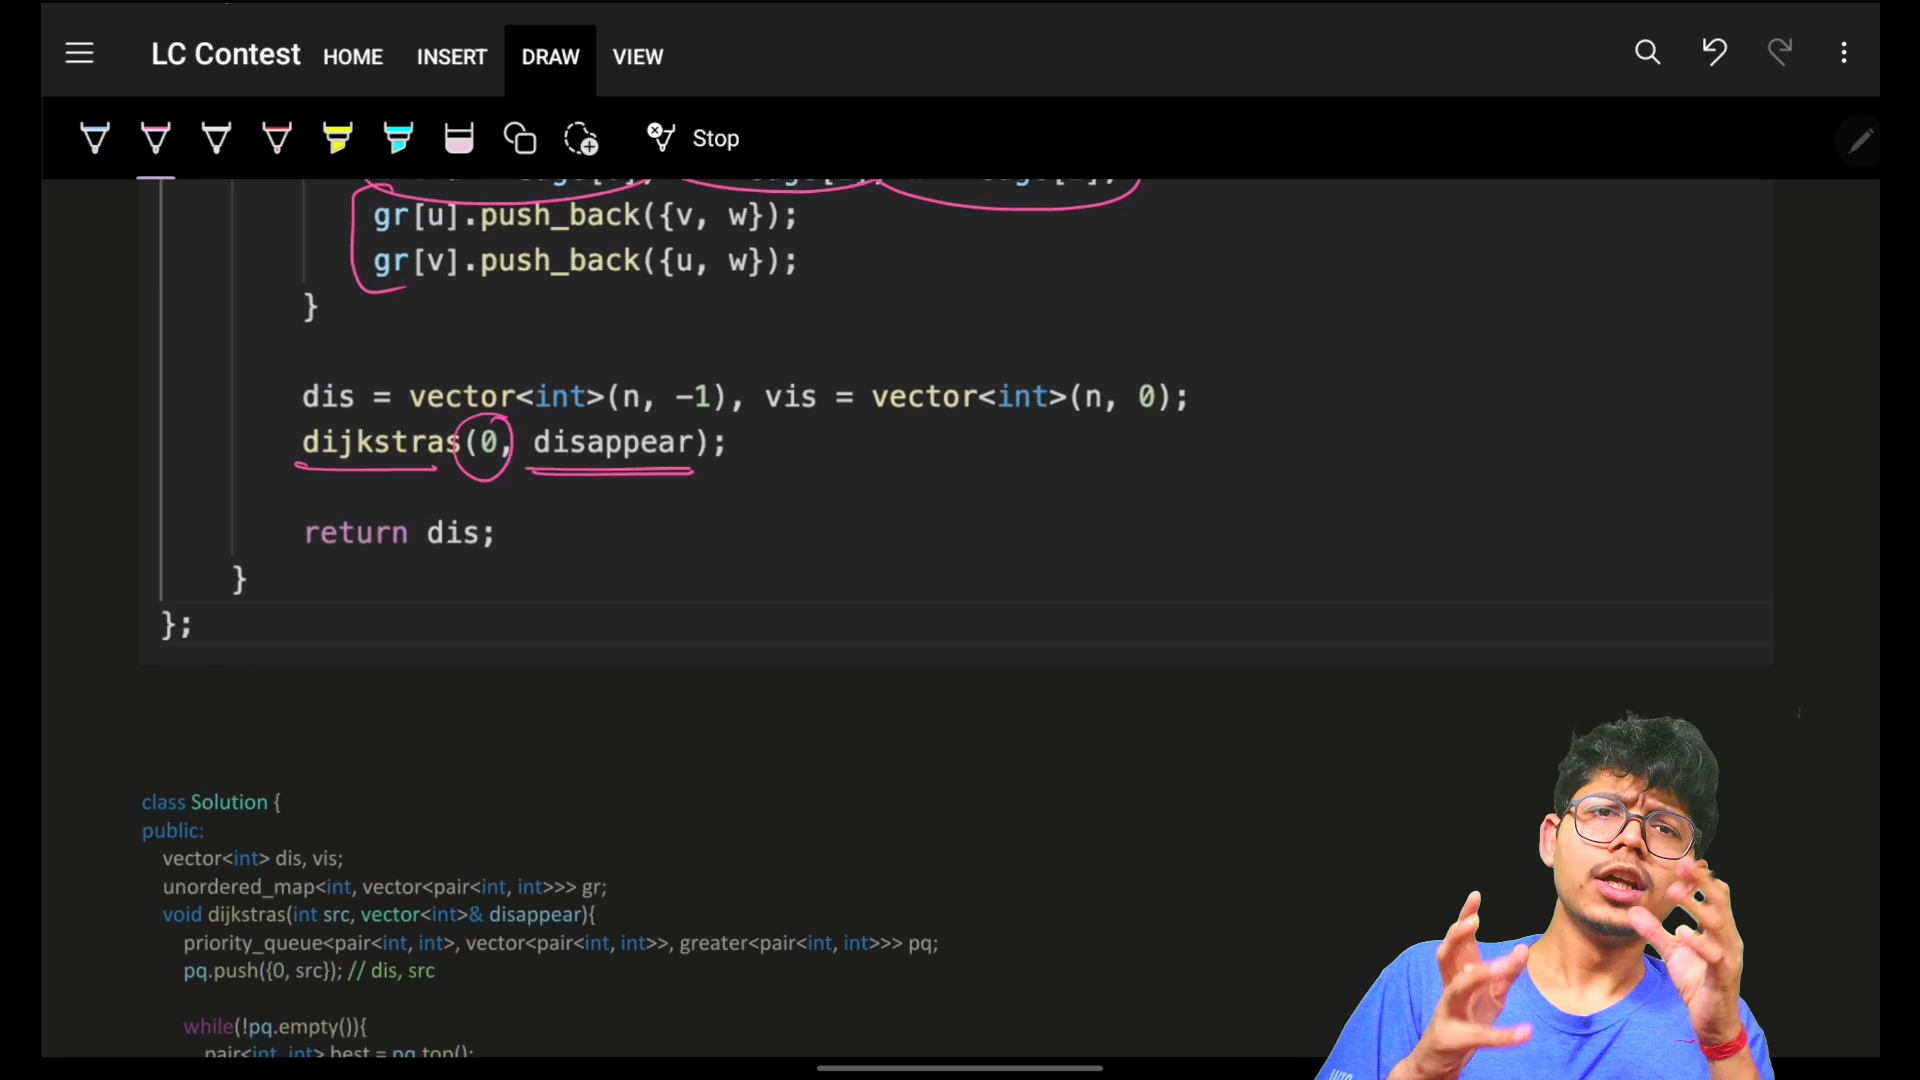 LC Contest HOME INSERT DRAW VIEW
Stop
gr[u].push_back({v, w});
gr[v].push_back({u, w});
}
dis = vector<int>(n, -1), vis = vector<int>(n, 0);
dijkstras(0, disappear);
return dis;
}
};
class Solution {
public:
vector<int> dis, vis;
unordered_map<int, vector<pair<int, int>>> gr;
void dijkstras(int src, vector<int>& disappear){
priority_queue<pair<int, int>, vector<pair<int, int>>, greater<pair<int, int>>> pq;
pq.push({0, src}); // dis, src
while(!pq.empty()){
pair<int, int> best = pq.top();